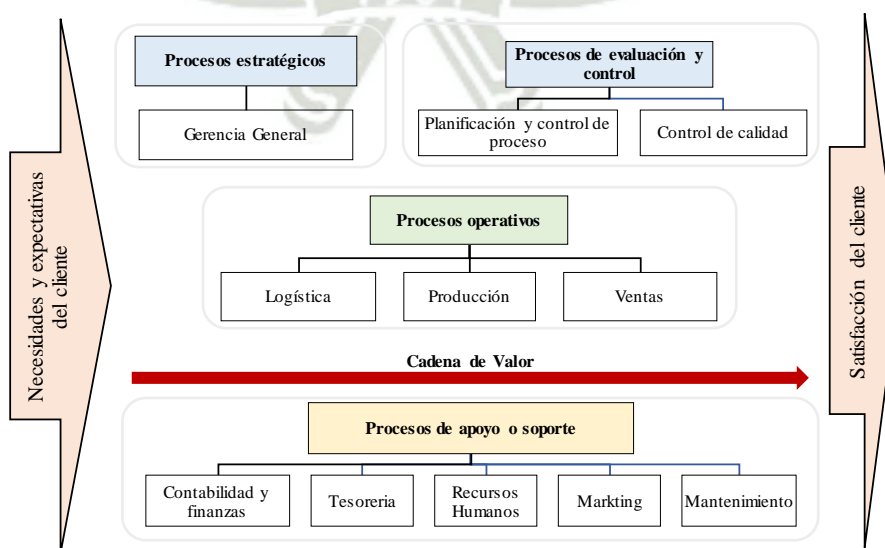 Necesidades y expectativas
del cliente
Procesos estratégicos
Gerencia General
Procesos de evaluación y
control
Planificación y control de
proceso
Control de calidad
Procesos operativos
Logística
Producción
Ventas
Cadena de Valor
Procesos de apoyo o soporte
Contabilidad y
finanzas
Tesoreria
Recursos
Humanos
Markting
Mantenimiento
Satisfacción del cliente